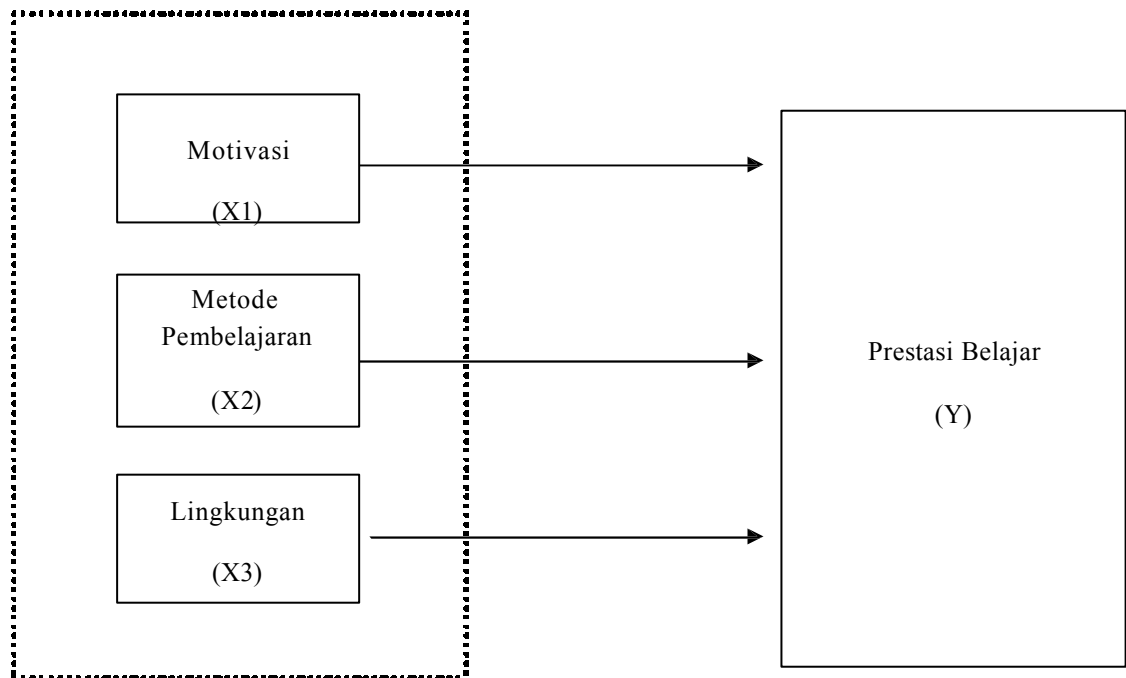 Motivasi
(X1)
Metode
Pembelajaran
(X2)
Lingkungan
(X3)
Prestasi Belajar
(Y)